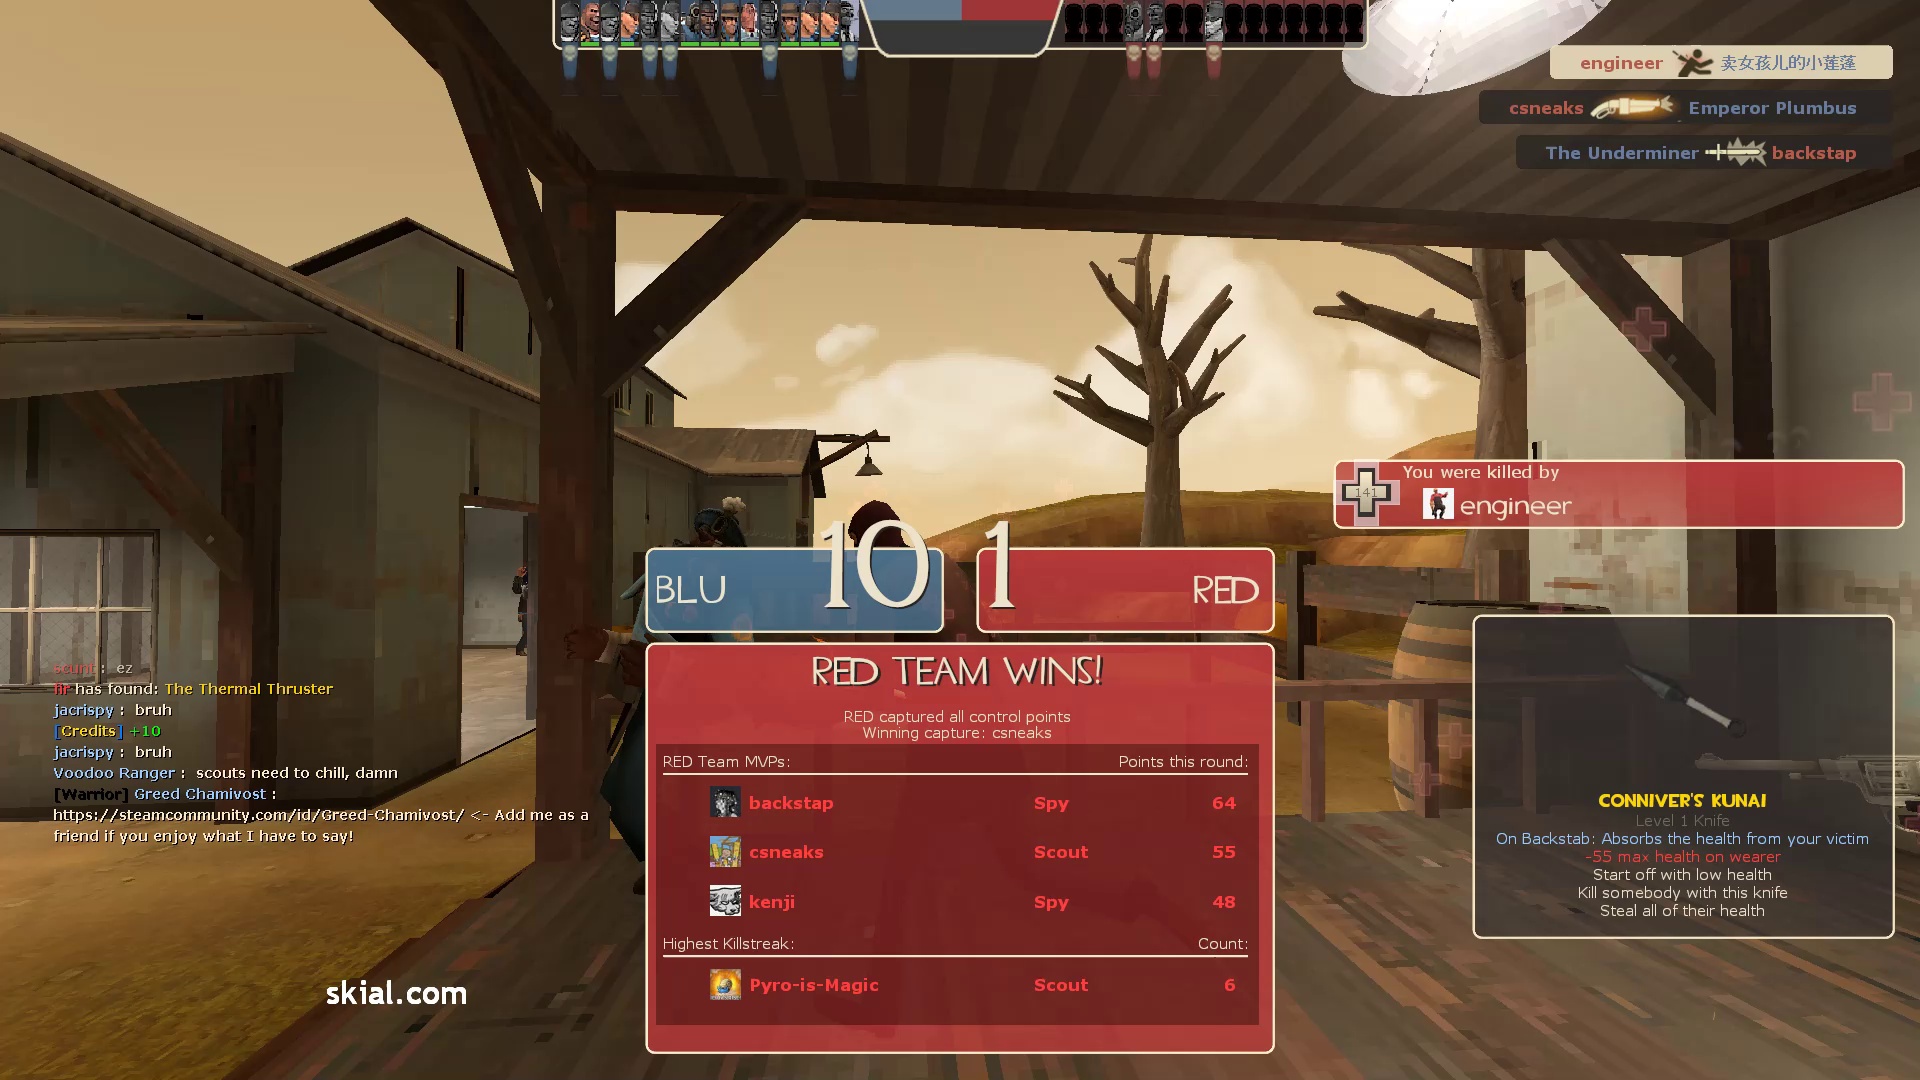 engineer 卖女孩儿的小莲蓬
csneaks Emperor Plumbus
The Underminer backstap
You were killed by
141
engineer
BLU 10 1 RED
RED TEAM WINS!
RED captured all control points
Winning capture: csneaks
RED Team MVPs: Points this round:
backstap Spy 64
csneaks Scout 55
kenji Spy 48
Highest Killstreak: Count:
Pyro-is-Magic Scout 6
scunt : ez
fir has found: The Thermal Thruster
jacrispy : bruh
[Credits] +10
jacrispy : bruh
Voodoo Ranger : scouts need to chill, damn
[Warrior] Greed Chamivost :
https://steamcommunity.com/id/Greed-Chamivost/ <- Add me as a
friend if you enjoy what I have to say!
skial.com
CONNIVER'S KUNAI
Level 1 Knife
On Backstab: Absorbs the health from your victim
-55 max health on wearer
Start off with low health
Kill somebody with this knife
Steal all of their health